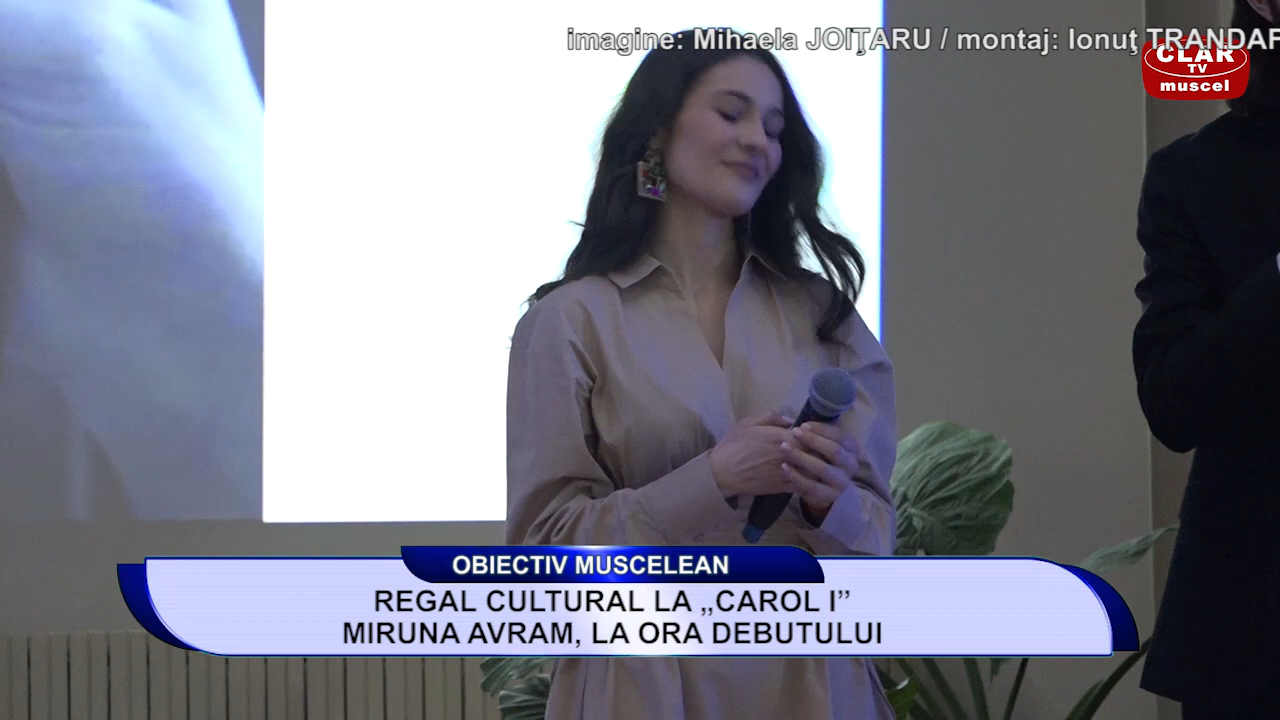 imagine: Mihaela JOIŢARU / montaj: Ionuţ TRANDAF
CLAR
TV
muscel
OBIECTIV MUSCELEAN
REGAL CULTURAL LA „CAROL I”
MIRUNA AVRAM, LA ORA DEBUTULUI